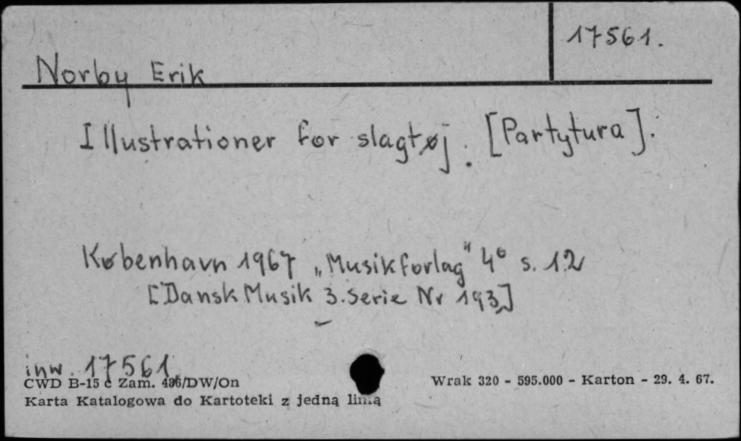 17561.
Norby Erik
Illustrationer for slagtøj. [Partytura].
København 1967 „Musikforlag" 4° s. 12
[Dansk Musik 3. Serie Nr 193]
inw. 17561
CWD B-15 c Zam. 496/DW/On
Wrak 320 - 595.000 - Karton - 29. 4. 67.
Karta Katalogowa do Kartoteki z jedną linią